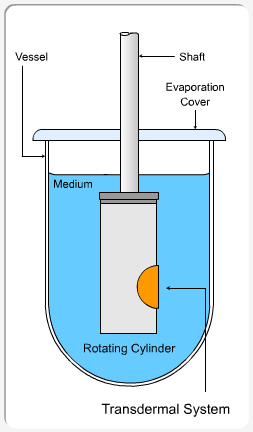 Vessel
Shaft
Evaporation
Cover
Medium
Rotating Cylinder
Transdermal System